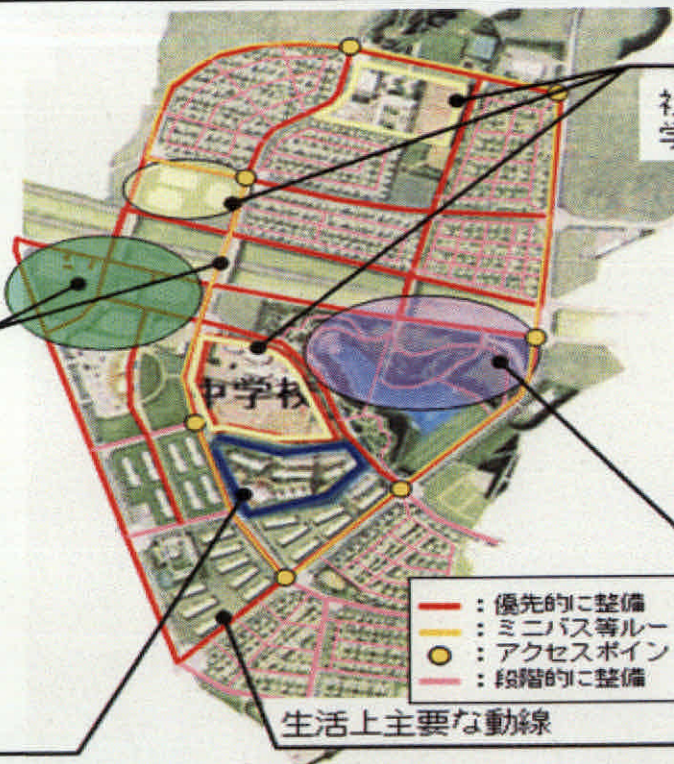 学
中学校
: 優先的に整備
: ミニバス等ルー
: アクセスポイン
: 段階的に整備
生活上主要な動線